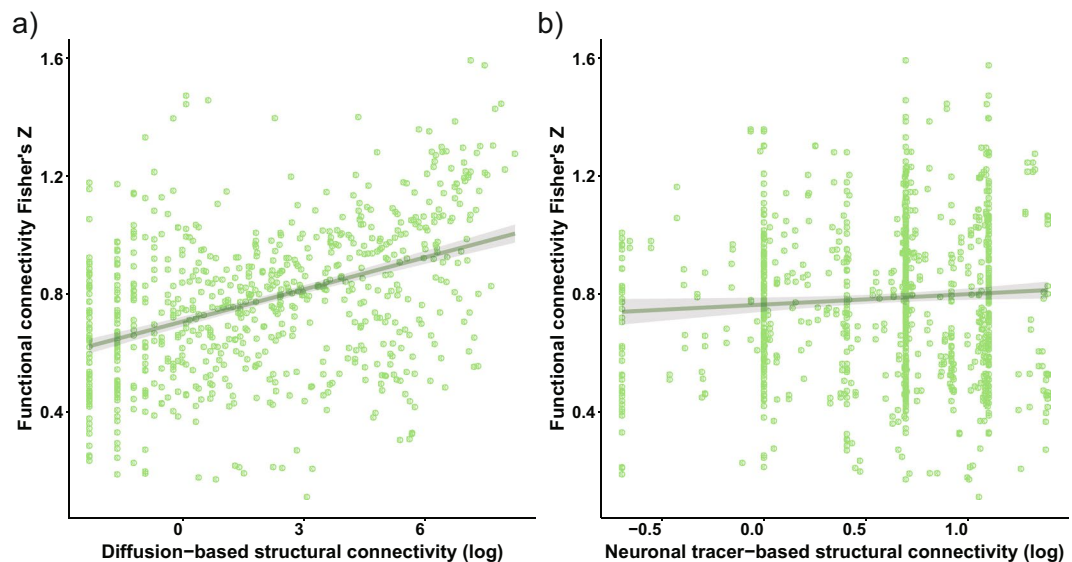 a)
Functional connectivity Fisher's Z
1.6
1.2
0.8
0.4
0
3
6
Diffusion−based structural connectivity (log)
b)
Functional connectivity Fisher's Z
1.6
1.2
0.8
0.4
−0.5
0.0
0.5
1.0
Neuronal tracer−based structural connectivity (log)